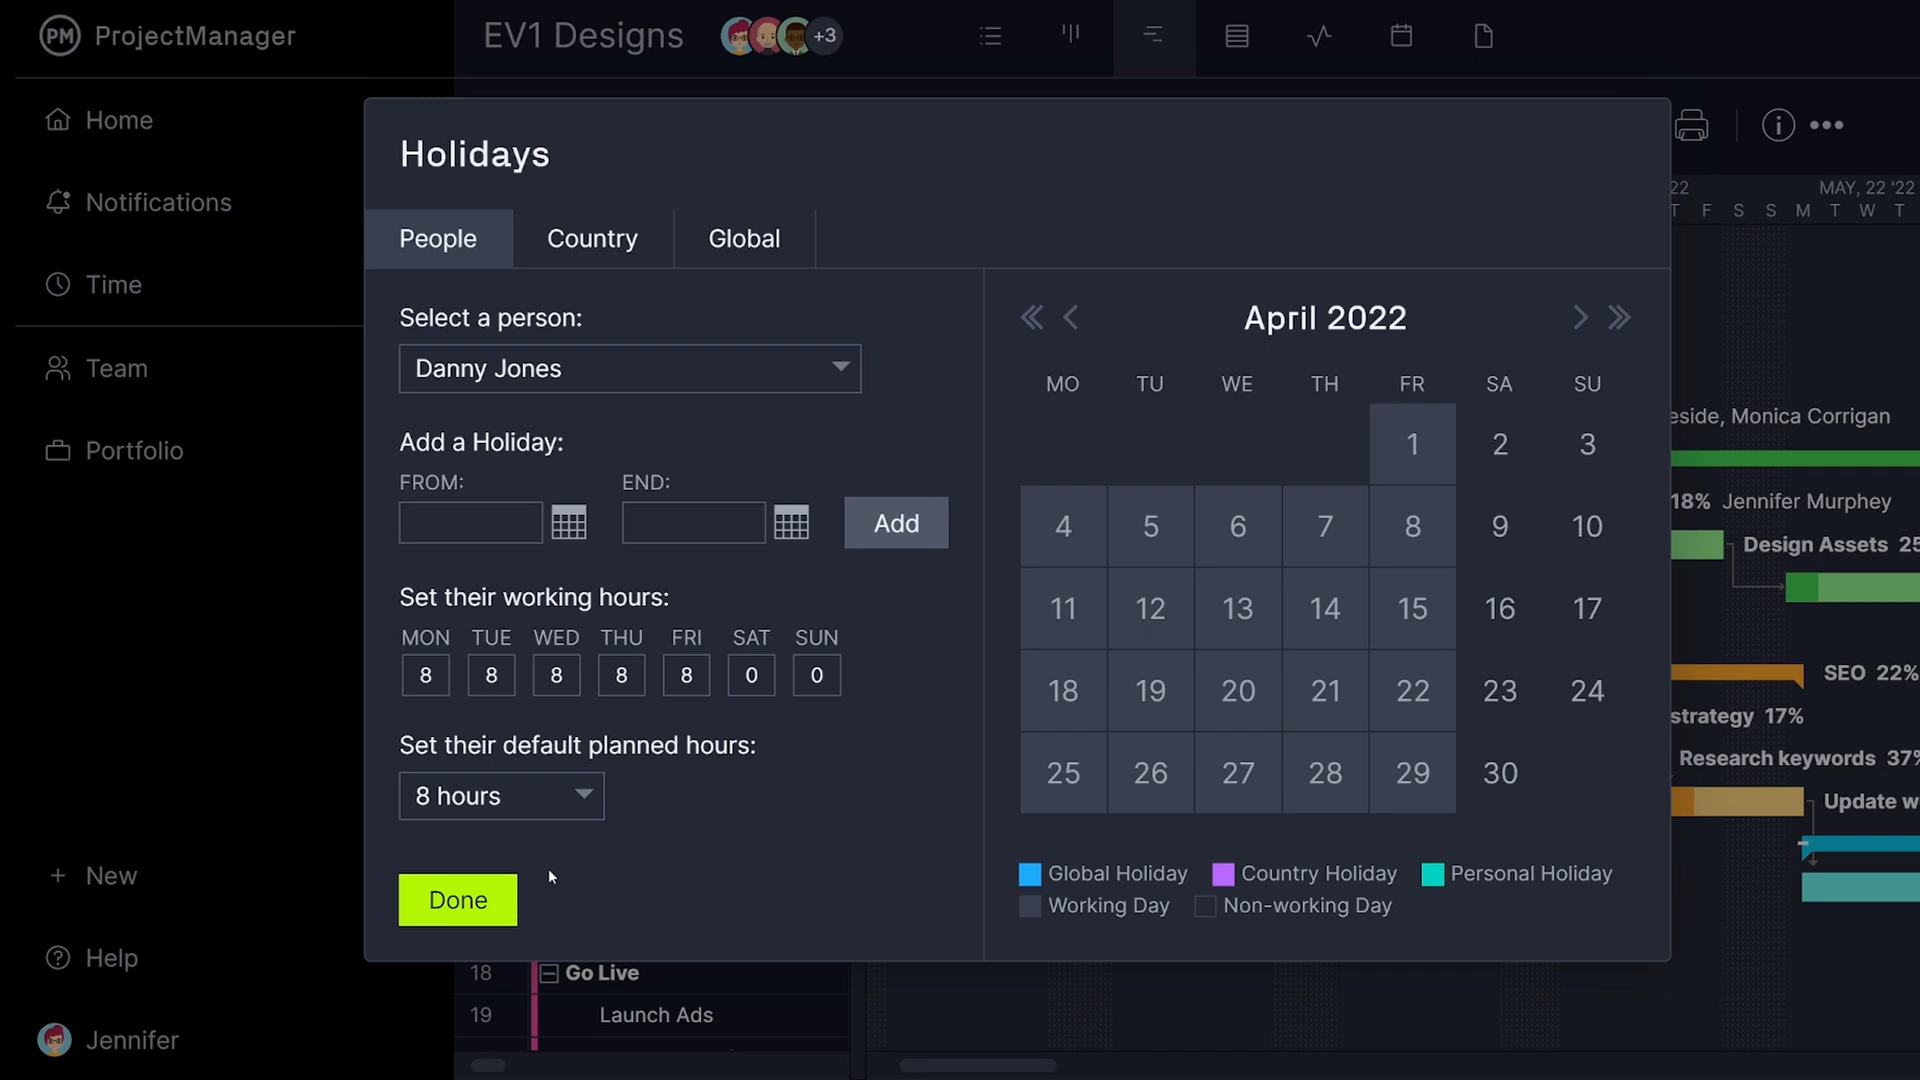 PM ProjectManager
EV1 Designs +3
Home
Notifications
Time
Team
Portfolio
New
Help
Jennifer
Holidays
People Country Global
Select a person:
Danny Jones
Add a Holiday:
FROM: END:
Add
Set their working hours:
MON TUE WED THU FRI SAT SUN
8 8 8 8 8 0 0
Set their default planned hours:
8 hours
Done
April 2022
MO TU WE TH FR SA SU
1 2 3
4 5 6 7 8 9 10
11 12 13 14 15 16 17
18 19 20 21 22 23 24
25 26 27 28 29 30
Global Holiday Country Holiday Personal Holiday
Working Day Non-working Day
22 MAY, 22 '22
T F S S M T W T
eside, Monica Corrigan
18% Jennifer Murphey
Design Assets 25
SEO 22%
strategy 17%
Research keywords 37%
Update w
18 Go Live
19 Launch Ads